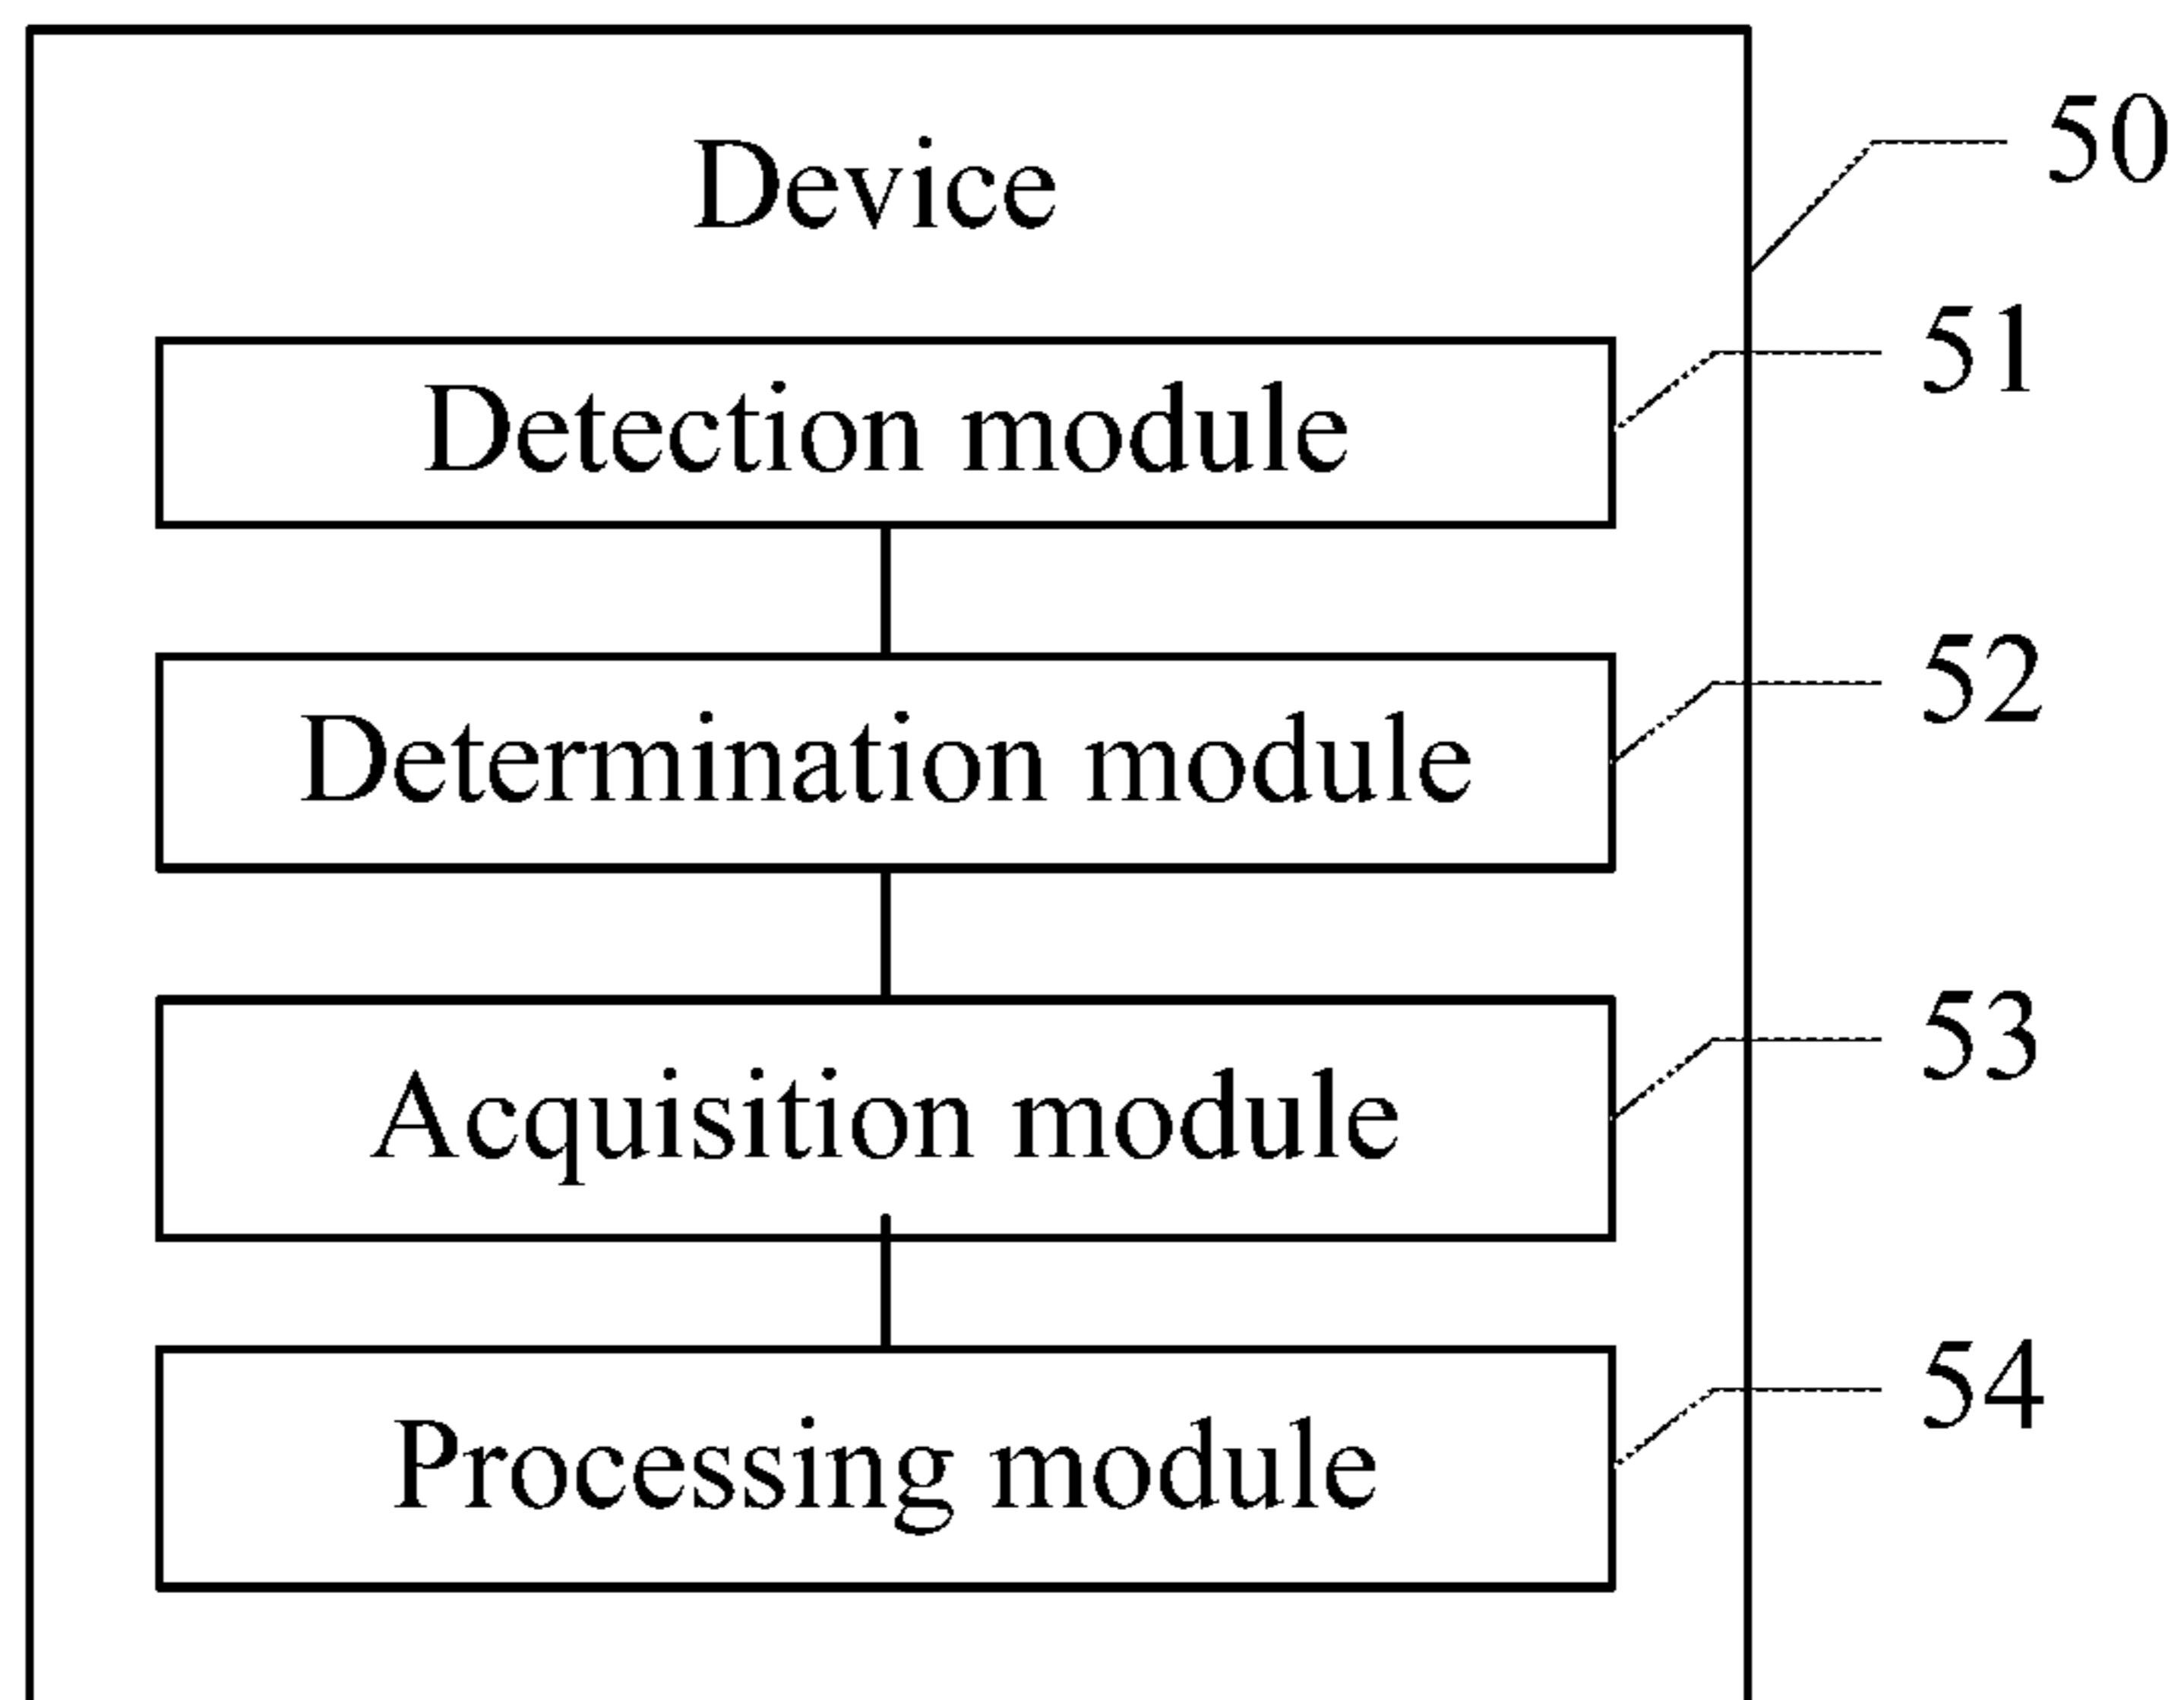 Device
50
Detection module
51
Determination module
52
Acquisition module
53
Processing module
54